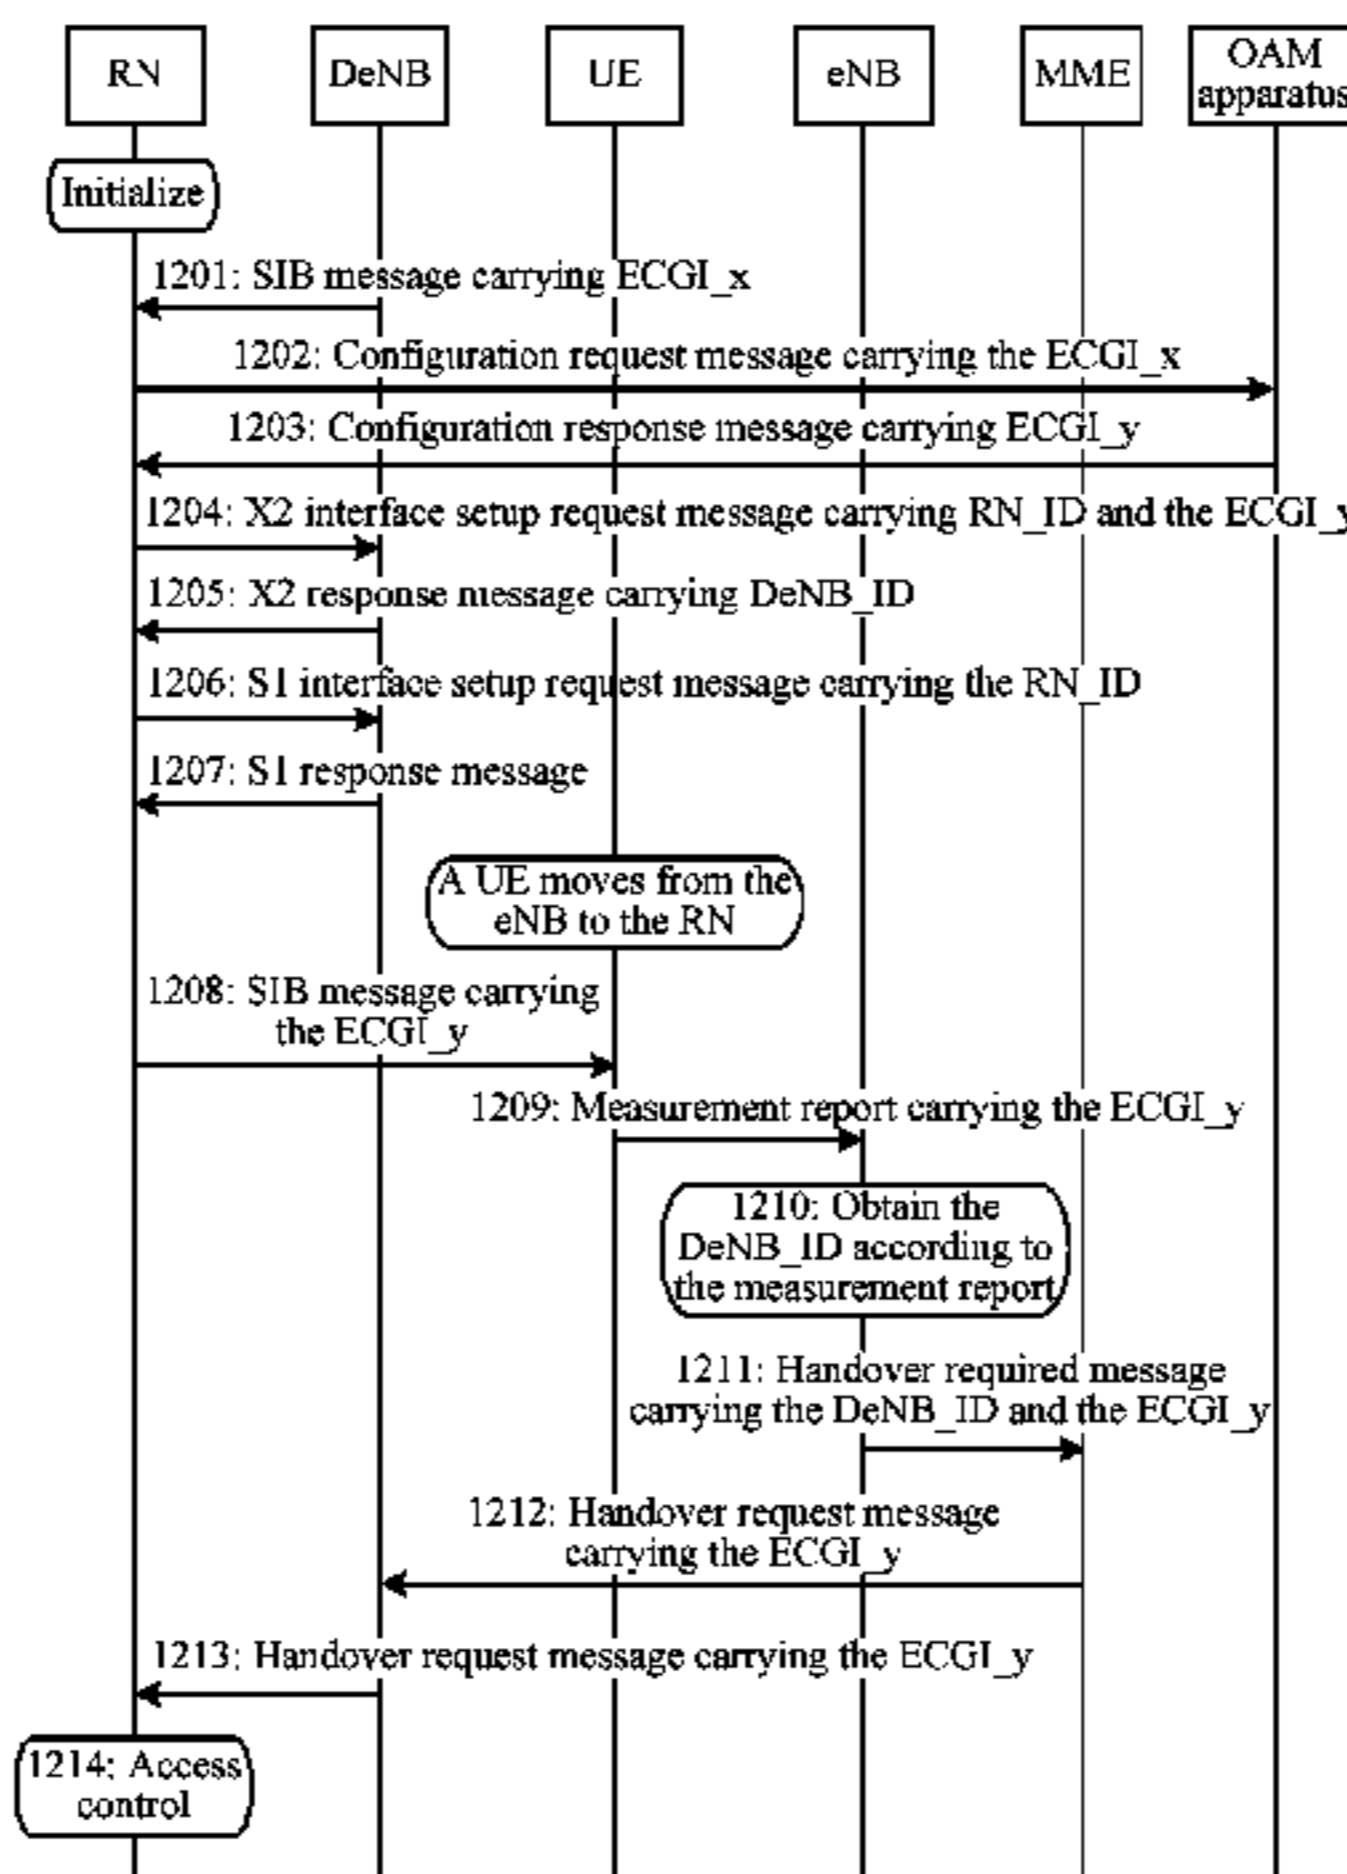 RN
DeNB
UE
eNB
MME
OAM
apparatus
Initialize
1201: SIB message carrying ECGI_x
1202: Configuration request message carrying the ECGI_x
1203: Configuration response message carrying ECGI_y
1204: X2 interface setup request message carrying RN_ID and the ECGI_y
1205: X2 response message carrying DeNB_ID
1206: S1 interface setup request message carrying the RN_ID
1207: S1 response message
A UE moves from the
eNB to the RN
1208: SIB message carrying
the ECGI_y
1209: Measurement report carrying the ECGI_y
1210: Obtain the
DeNB_ID according to
the measurement report
1211: Handover required message
carrying the DeNB_ID and the ECGI_y
1212: Handover request message
carrying the ECGI_y
1213: Handover request message carrying the ECGI_y
1214: Access
control